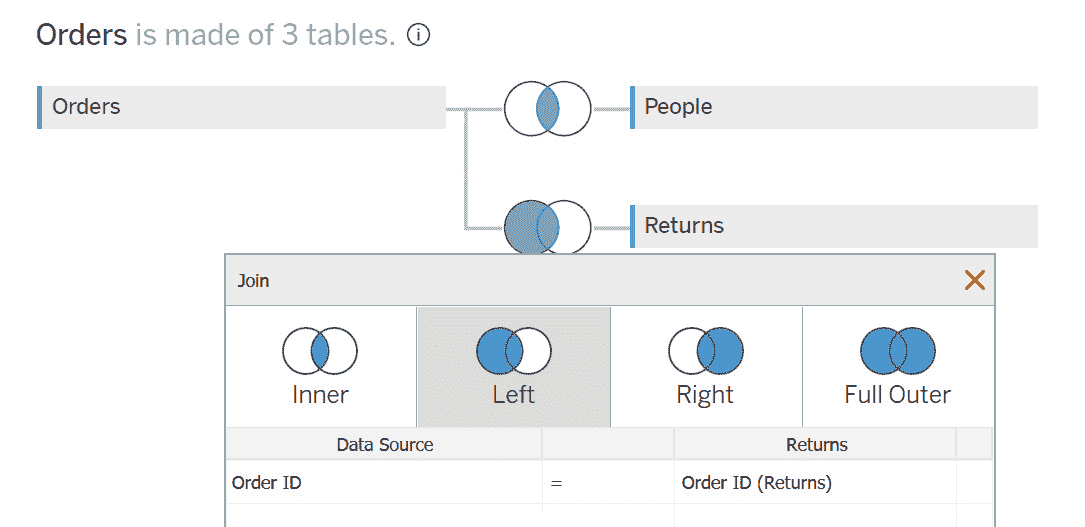 Orders is made of 3 tables. i
Orders
People
Returns
Join
Inner Left Right Full Outer
Data Source Returns
Order ID = Order ID (Returns)